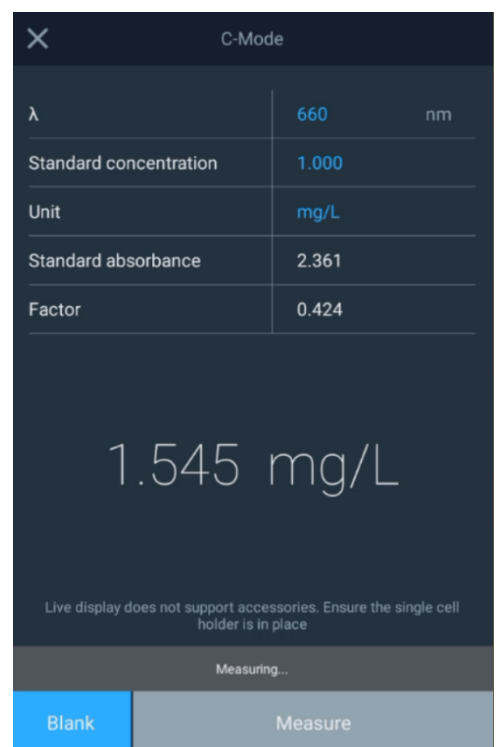 C-Mode
λ 660 nm
Standard concentration 1.000
Unit mg/L
Standard absorbance 2.361
Factor 0.424
1.545 mg/L
Live display does not support accessories. Ensure the single cell
holder is in place
Measuring...
Blank Measure